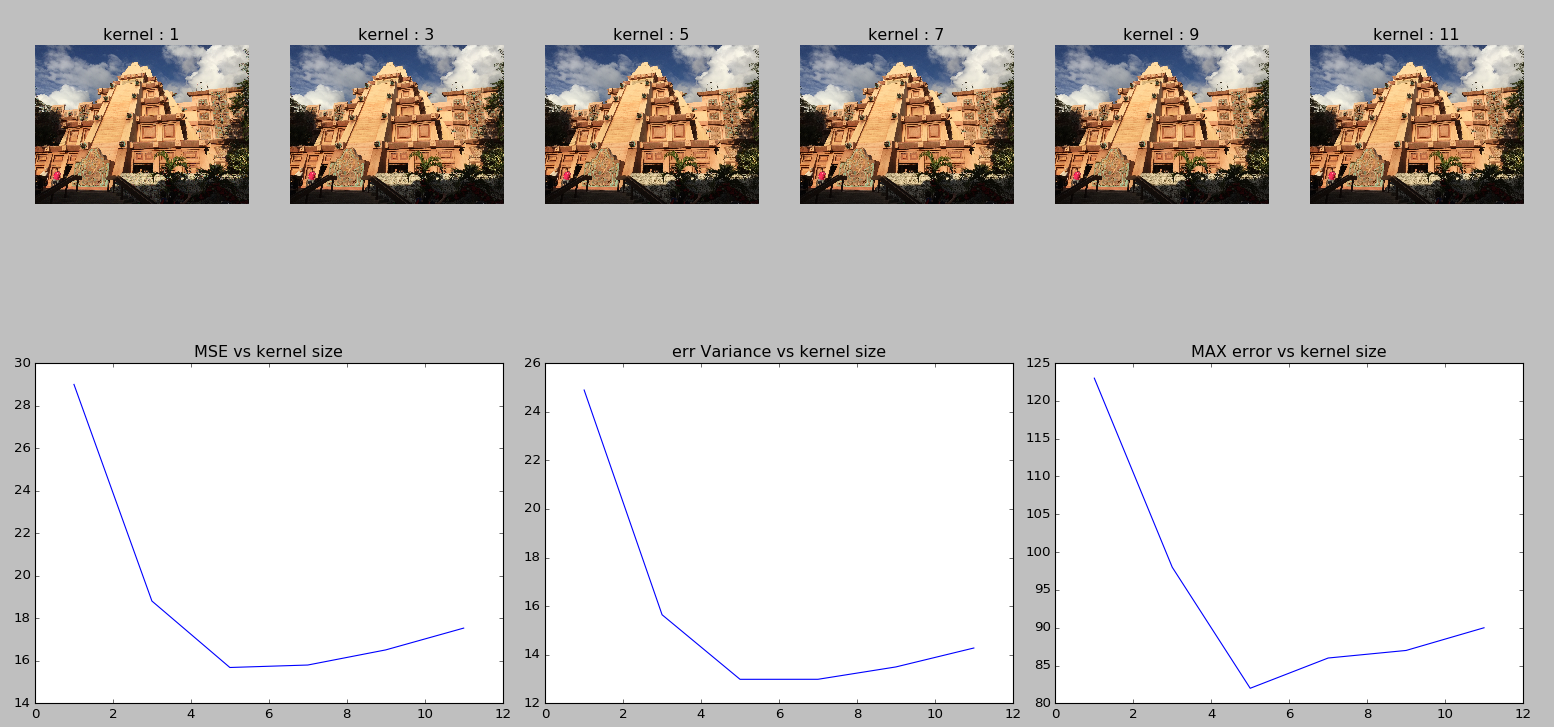 kernel : 1
kernel : 3
kernel : 5
kernel : 7
kernel : 9
kernel : 11
MSE vs kernel size
30
28
26
24
22
20
18
16
14
0 2 4 6 8 10 12
err Variance vs kernel size
26
24
22
20
18
16
14
12
0 2 4 6 8 10 12
MAX error vs kernel size
125
120
115
110
105
100
95
90
85
80
0 2 4 6 8 10 12